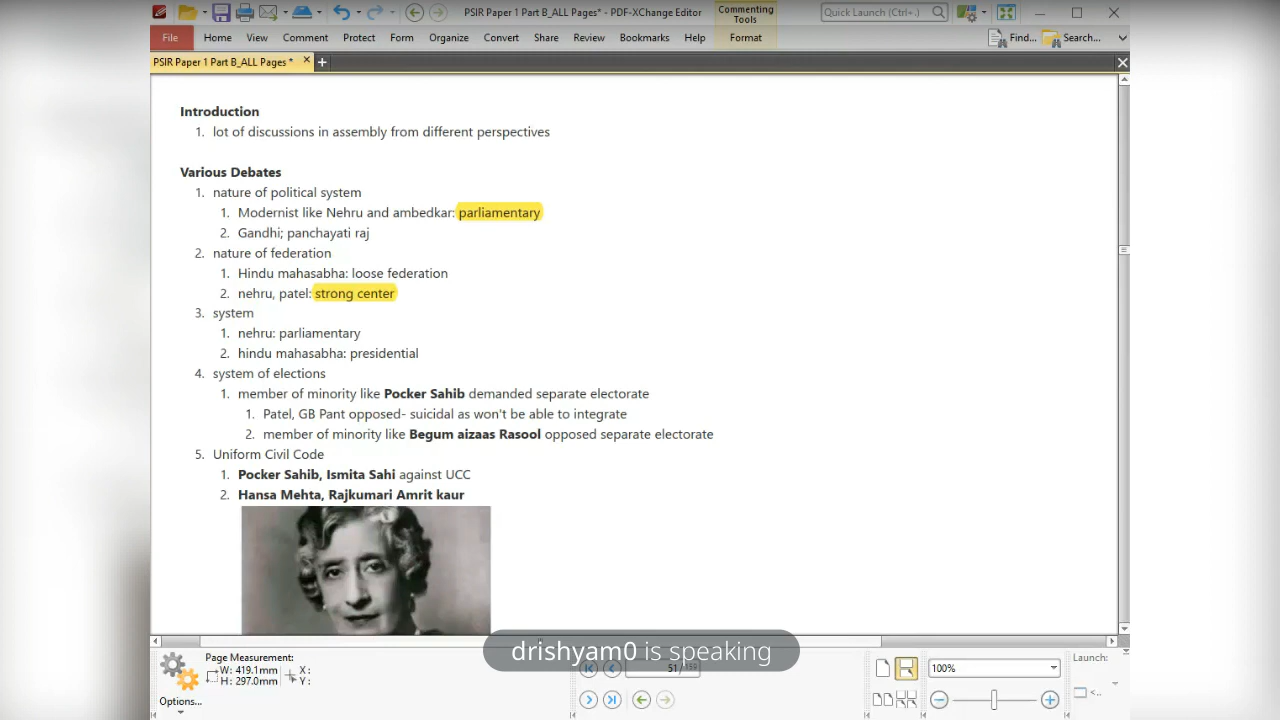 PSIR Paper 1 Part B_ALL Pages* - PDF-XChange Editor
Commenting Tools
Quick Launch (Ctrl+.)
File Home View Comment Protect Form Organize Convert Share Review Bookmarks Help Format Find... Search...
PSIR Paper 1 Part B_ALL Pages *
Introduction
1. lot of discussions in assembly from different perspectives
Various Debates
1. nature of political system
1. Modernist like Nehru and ambedkar: parliamentary
2. Gandhi; panchayati raj
2. nature of federation
1. Hindu mahasabha: loose federation
2. nehru, patel: strong center
3. system
1. nehru: parliamentary
2. hindu mahasabha: presidential
4. system of elections
1. member of minority like Pocker Sahib demanded separate electorate
1. Patel, GB Pant opposed- suicidal as won't be able to integrate
2. member of minority like Begum aizaas Rasool opposed separate electorate
5. Uniform Civil Code
1. Pocker Sahib, Ismita Sahi against UCC
2. Hansa Mehta, Rajkumari Amrit kaur
drishyam0 is speaking
Page Measurement:
W: 419.1mm
H: 297.0mm
X:
Y:
Options...
51
100%
Launch: